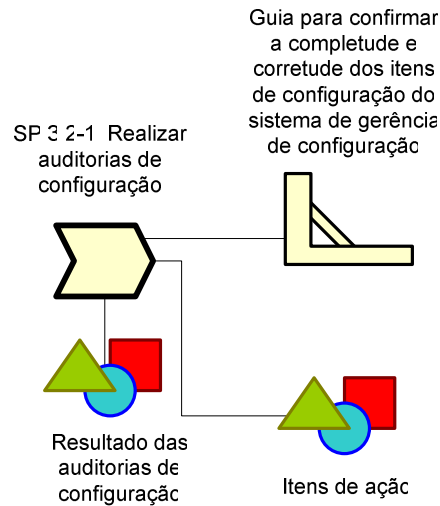 Guia para confirmar
a completude e
corretude dos itens
de configuração do
sistema de gerência
de configuração
SP 3.2-1 Realizar
auditorias de
configuração
Resultado das
auditorias de
configuração
Itens de ação